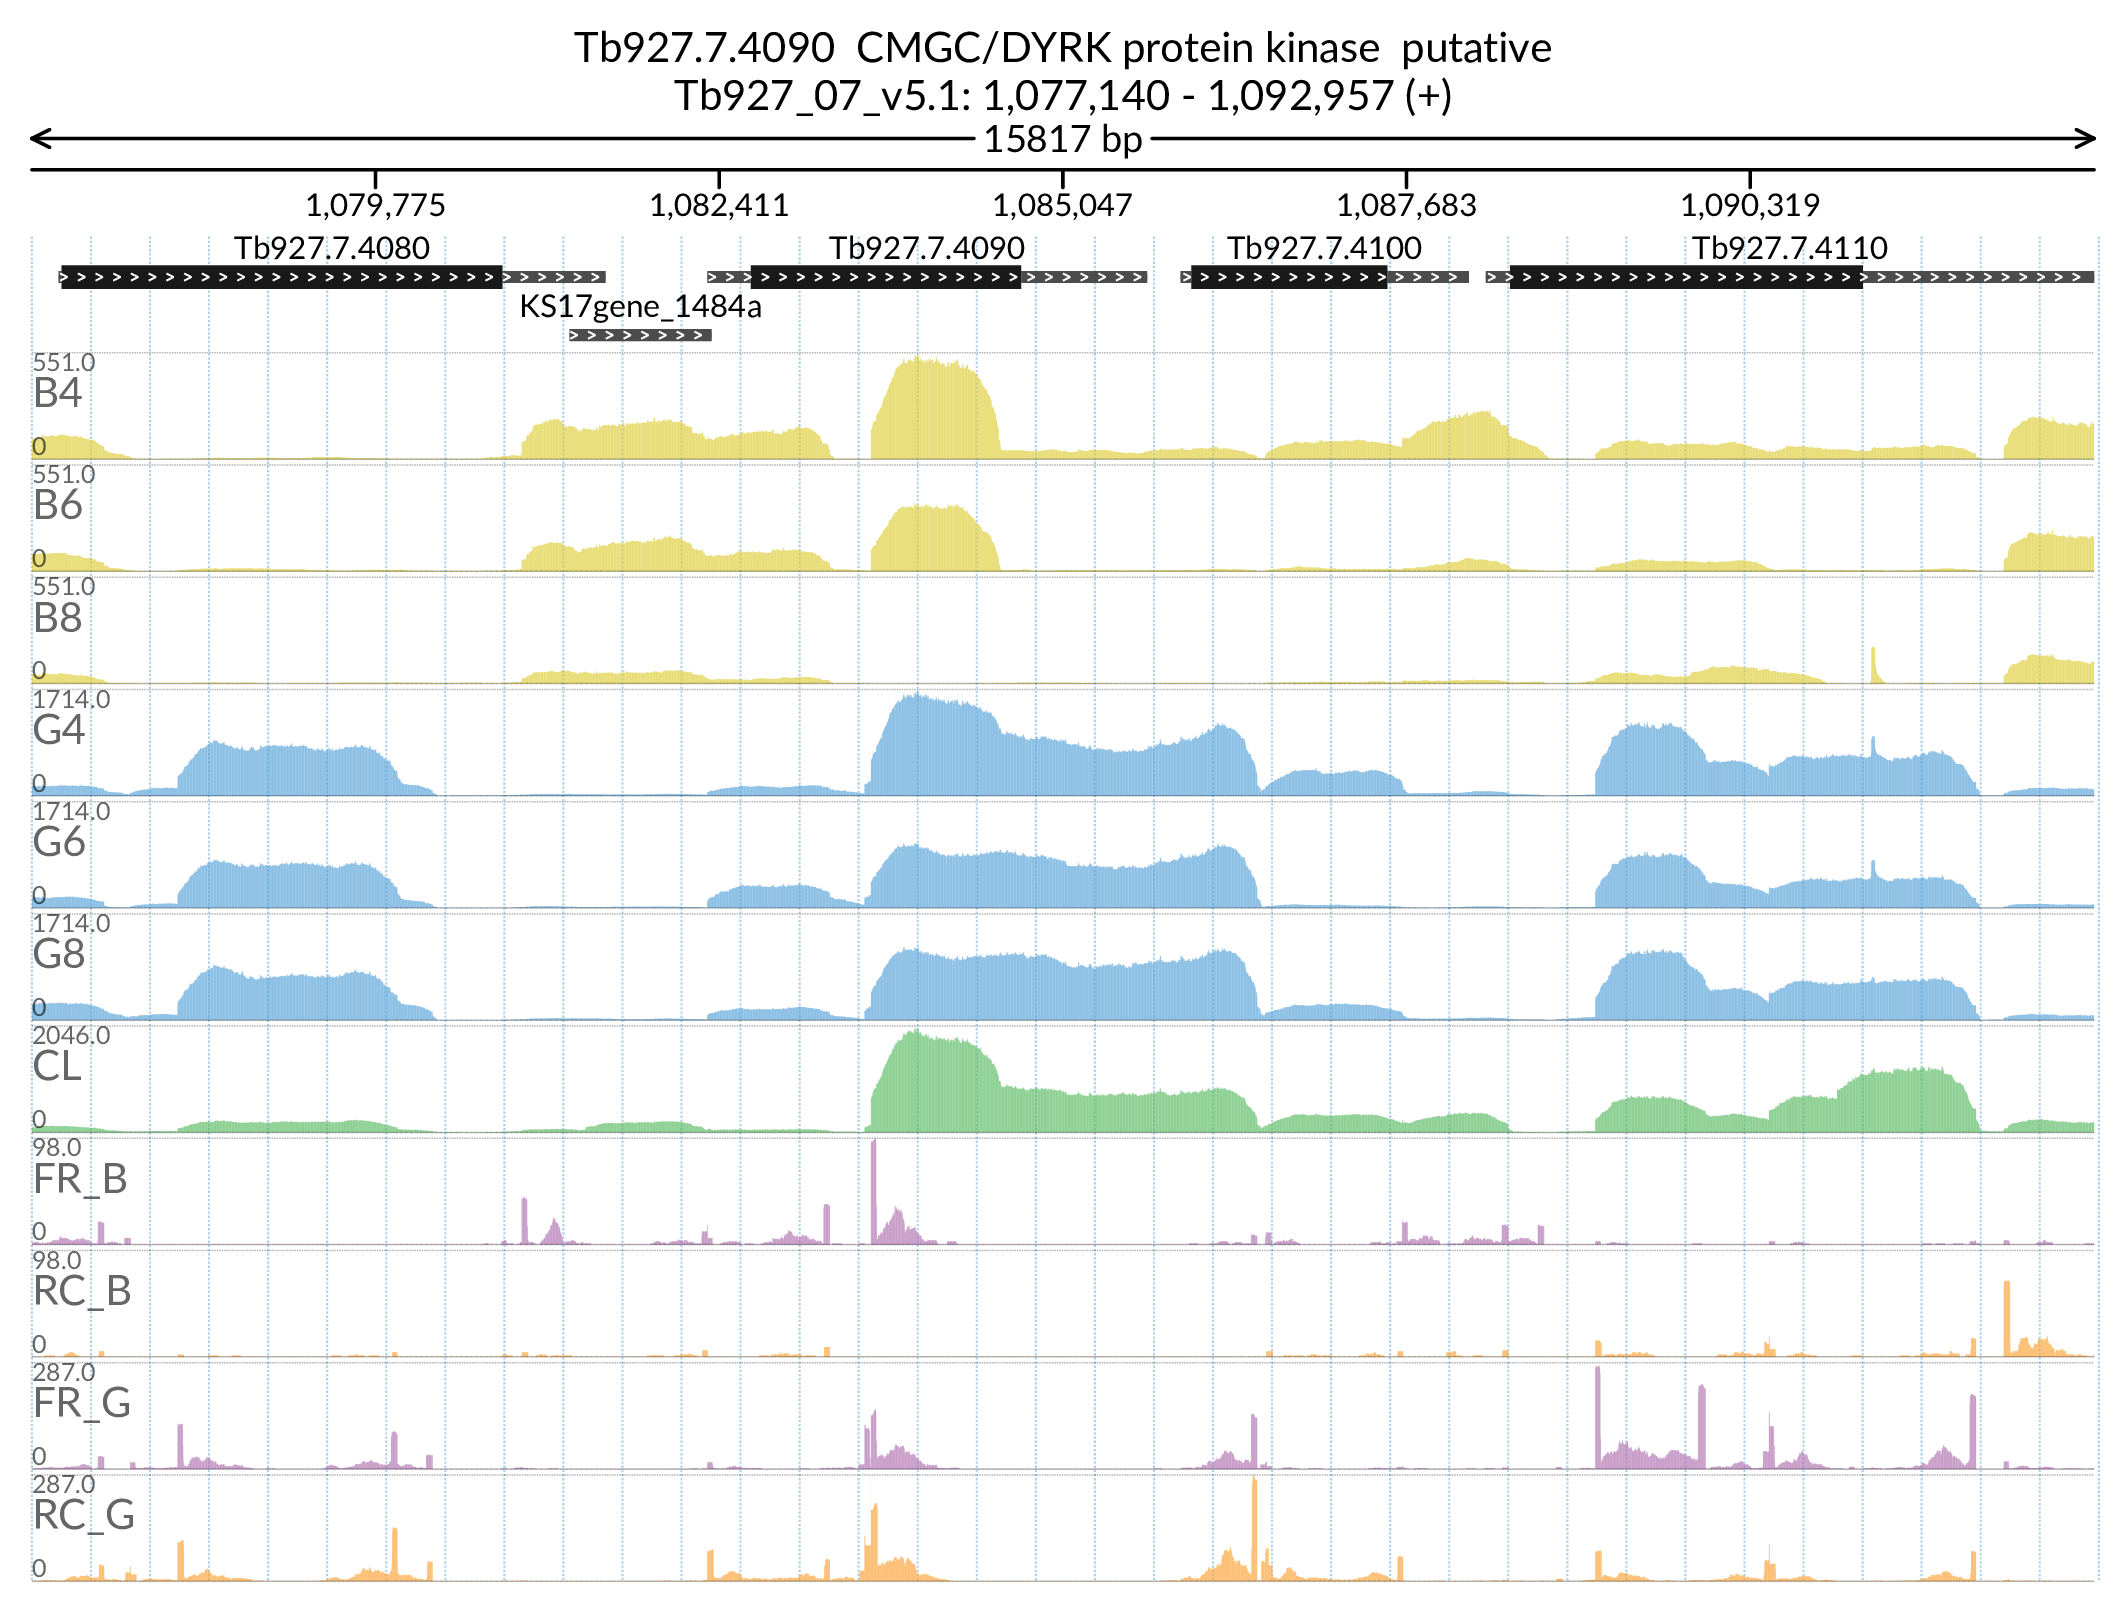 Tb927.7.4090  CMGC/DYRK protein kinase  putative
Tb927_07_v5.1: 1,077,140 - 1,092,957 (+)
15817 bp
1,079,775 1,082,411 1,085,047 1,087,683 1,090,319
Tb927.7.4080 Tb927.7.4090 Tb927.7.4100 Tb927.7.4110
KS17gene_1484a
551.0
B4
0
551.0
B6
0
551.0
B8
0
1714.0
G4
0
1714.0
G6
0
1714.0
G8
0
2046.0
CL
0
98.0
FR_B
0
98.0
RC_B
0
287.0
FR_G
0
287.0
RC_G
0